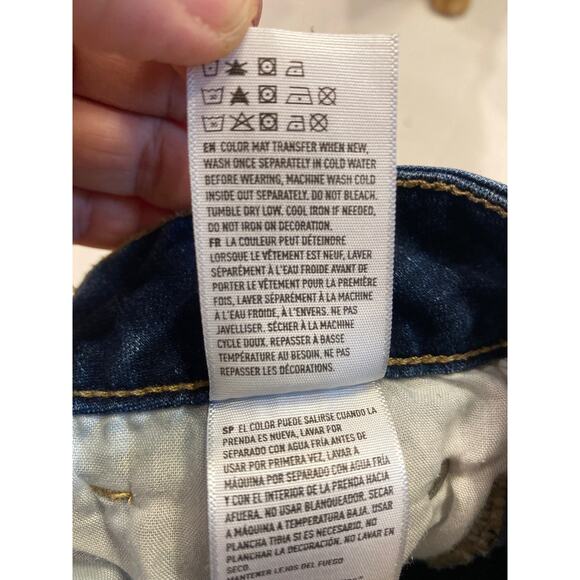 EN COLOR MAY TRANSFER WHEN NEW,
WASH ONCE SEPARATELY IN COLD WATER
BEFORE WEARING, MACHINE WASH COLD
INSIDE OUT SEPARATELY. DO NOT BLEACH.
TUMBLE DRY LOW. COOL IRON IF NEEDED,
DO NOT IRON ON DECORATION.
FR LA COULEUR PEUT DÉTEINDRE
LORSQUE LE VÊTEMENT EST NEUF, LAVER
SÉPARÉMENT À L'EAU FROIDE AVANT DE
PORTER LE VÊTEMENT POUR LA PREMIÈRE
FOIS, LAVER SÉPARÉMENT À LA MACHINE
À L'EAU FROIDE, À L'ENVERS. NE PAS
JAVELLISER. SÉCHER À LA MACHINE
CYCLE DOUX. REPASSER À BASSE
TEMPÉRATURE AU BESOIN, NE PAS
REPASSER LES DÉCORATIONS.
SP EL COLOR PUEDE SALIRSE CUANDO LA
PRENDA ES NUEVA, LAVAR POR
SEPARADO CON AGUA FRÍA ANTES DE
USAR POR PRIMERA VEZ, LAVAR A
MÁQUINA POR SEPARADO CON AGUA FRÍA
Y CON EL INTERIOR DE LA PRENDA HACIA
AFUERA. NO USAR BLANQUEADOR. SECAR
A MÁQUINA A TEMPERATURA BAJA. USAR
PLANCHA TIBIA SI ES NECESARIO, NO
PLANCHAR LA DECORACIÓN. NO LAVAR EN
SECO.
MANTENER LEJOS DEL FUEGO